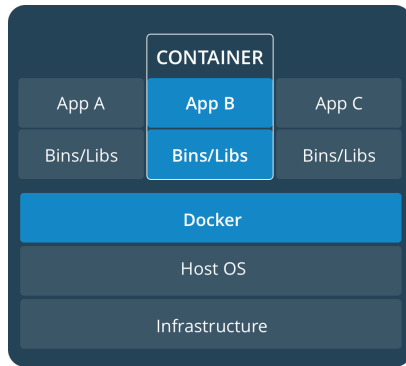 CONTAINER
App A App B App C
Bins/Libs Bins/Libs Bins/Libs
Docker
Host OS
Infrastructure